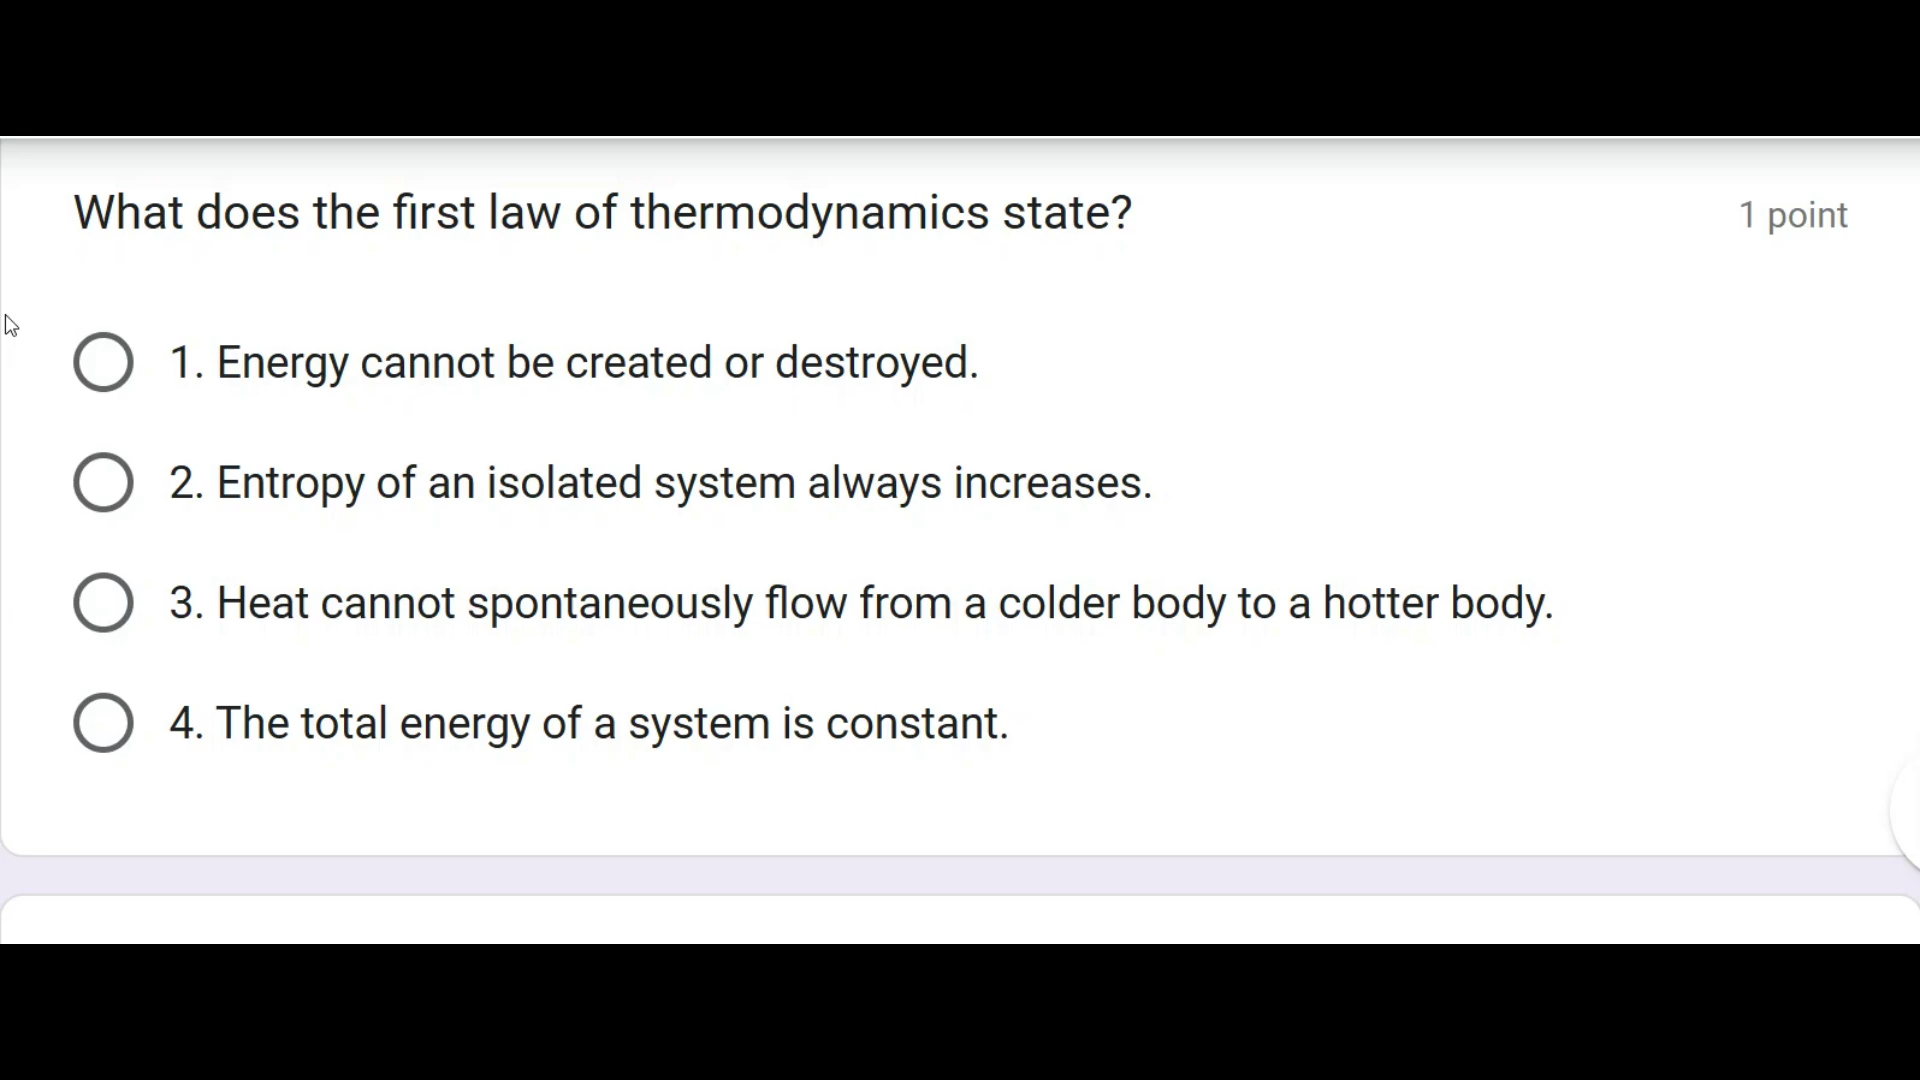 What does the first law of thermodynamics state?
1 point
1. Energy cannot be created or destroyed.
2. Entropy of an isolated system always increases.
3. Heat cannot spontaneously flow from a colder body to a hotter body.
4. The total energy of a system is constant.